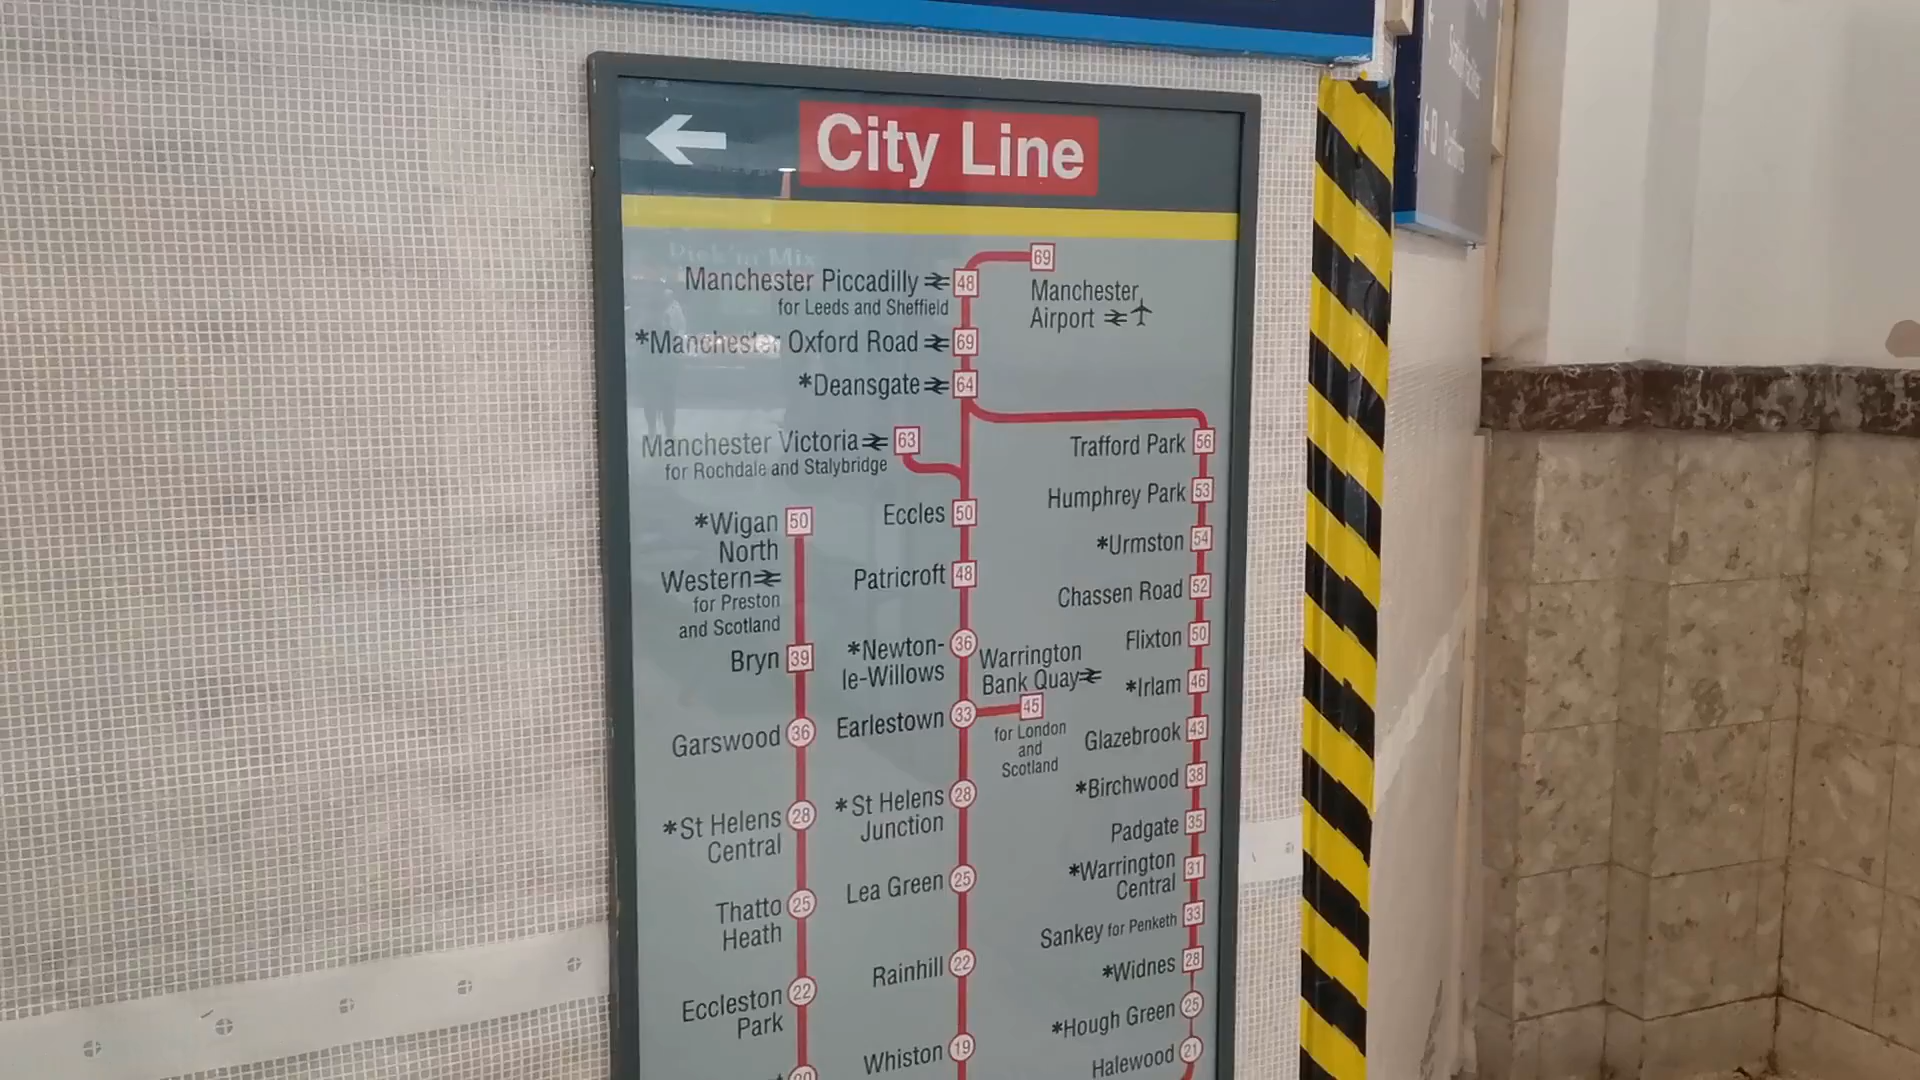 City Line
69
Manchester Piccadilly 48
for Leeds and Sheffield
Manchester
Airport
*Manchester Oxford Road 69
*Deansgate 64
Manchester Victoria 63
for Rochdale and Stalybridge
Trafford Park 56
Humphrey Park 53
*Urmston 54
Chassen Road 52
Flixton 50
*Irlam 46
Glazebrook 43
*Birchwood 38
Padgate 35
*Warrington
Central 31
Sankey for Penketh 33
*Widnes 28
*Hough Green 25
Halewood 21
Eccles 50
Patricroft 48
*Newton-
le-Willows 36
Warrington
Bank Quay
45
for London
and
Scotland
Earlestown 33
*St Helens
Junction 28
Lea Green 25
Rainhill 22
Whiston 19
*Wigan
North
Western 50
for Preston
and Scotland
Bryn 39
Garswood 36
*St Helens
Central 28
Thatto
Heath 25
Eccleston
Park 22